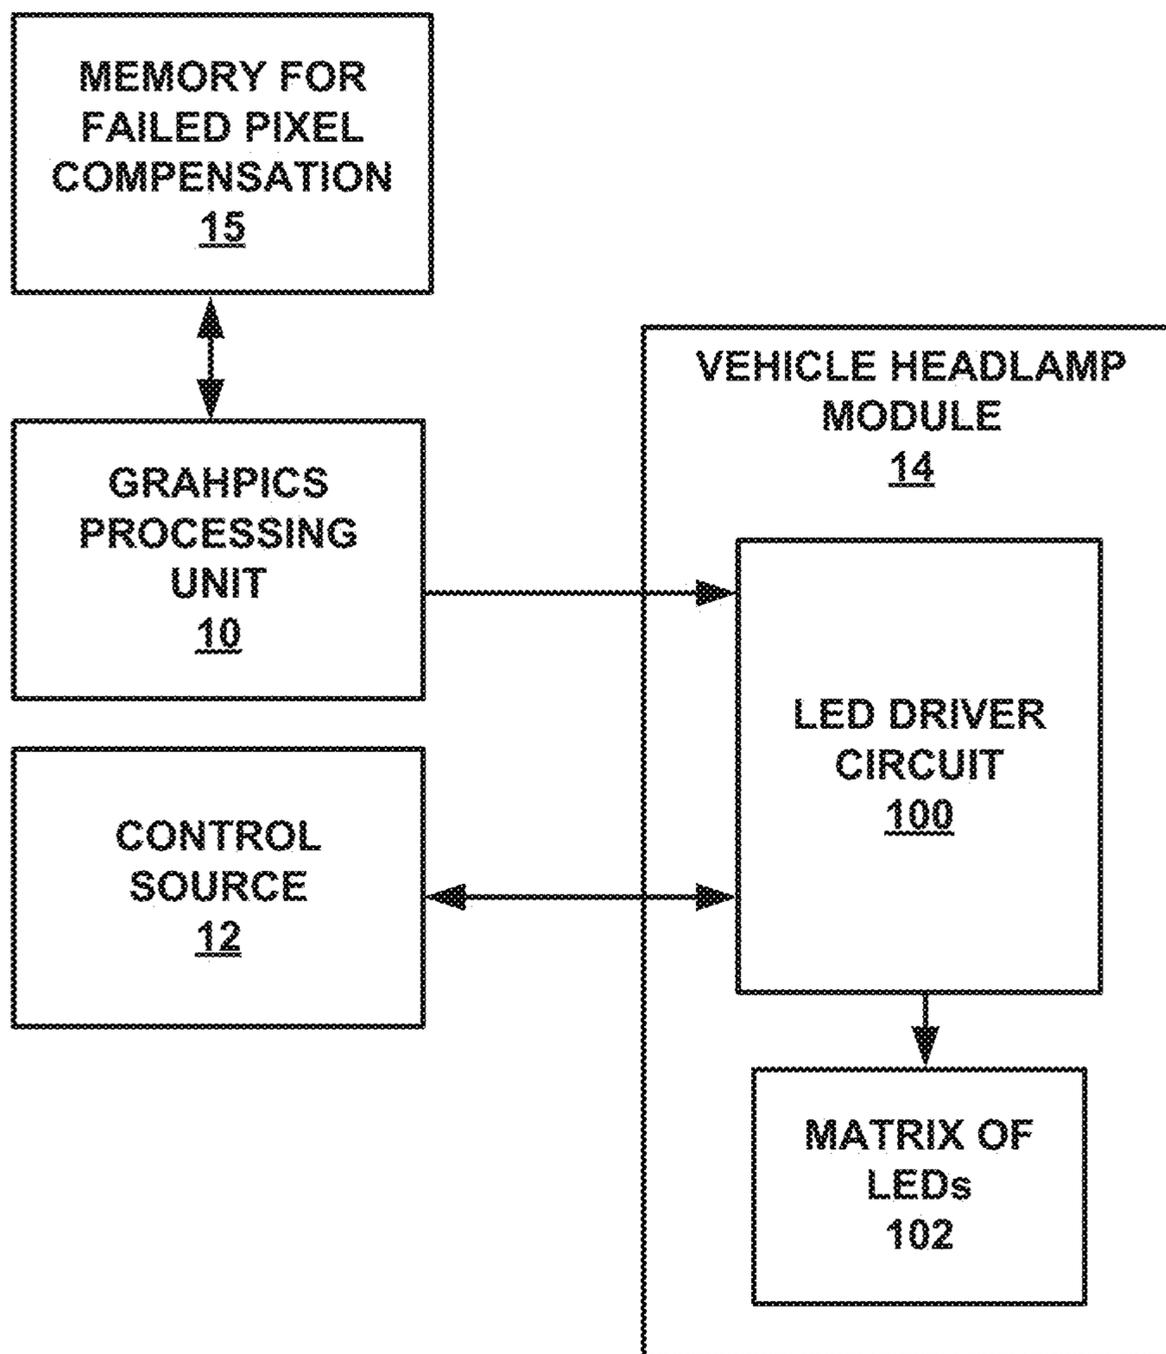 MEMORY FOR
FAILED PIXEL
COMPENSATION
15
GRAHPICS
PROCESSING
UNIT
10
CONTROL
SOURCE
12
VEHICLE HEADLAMP
MODULE
14
LED DRIVER
CIRCUIT
100
MATRIX OF
LEDs
102